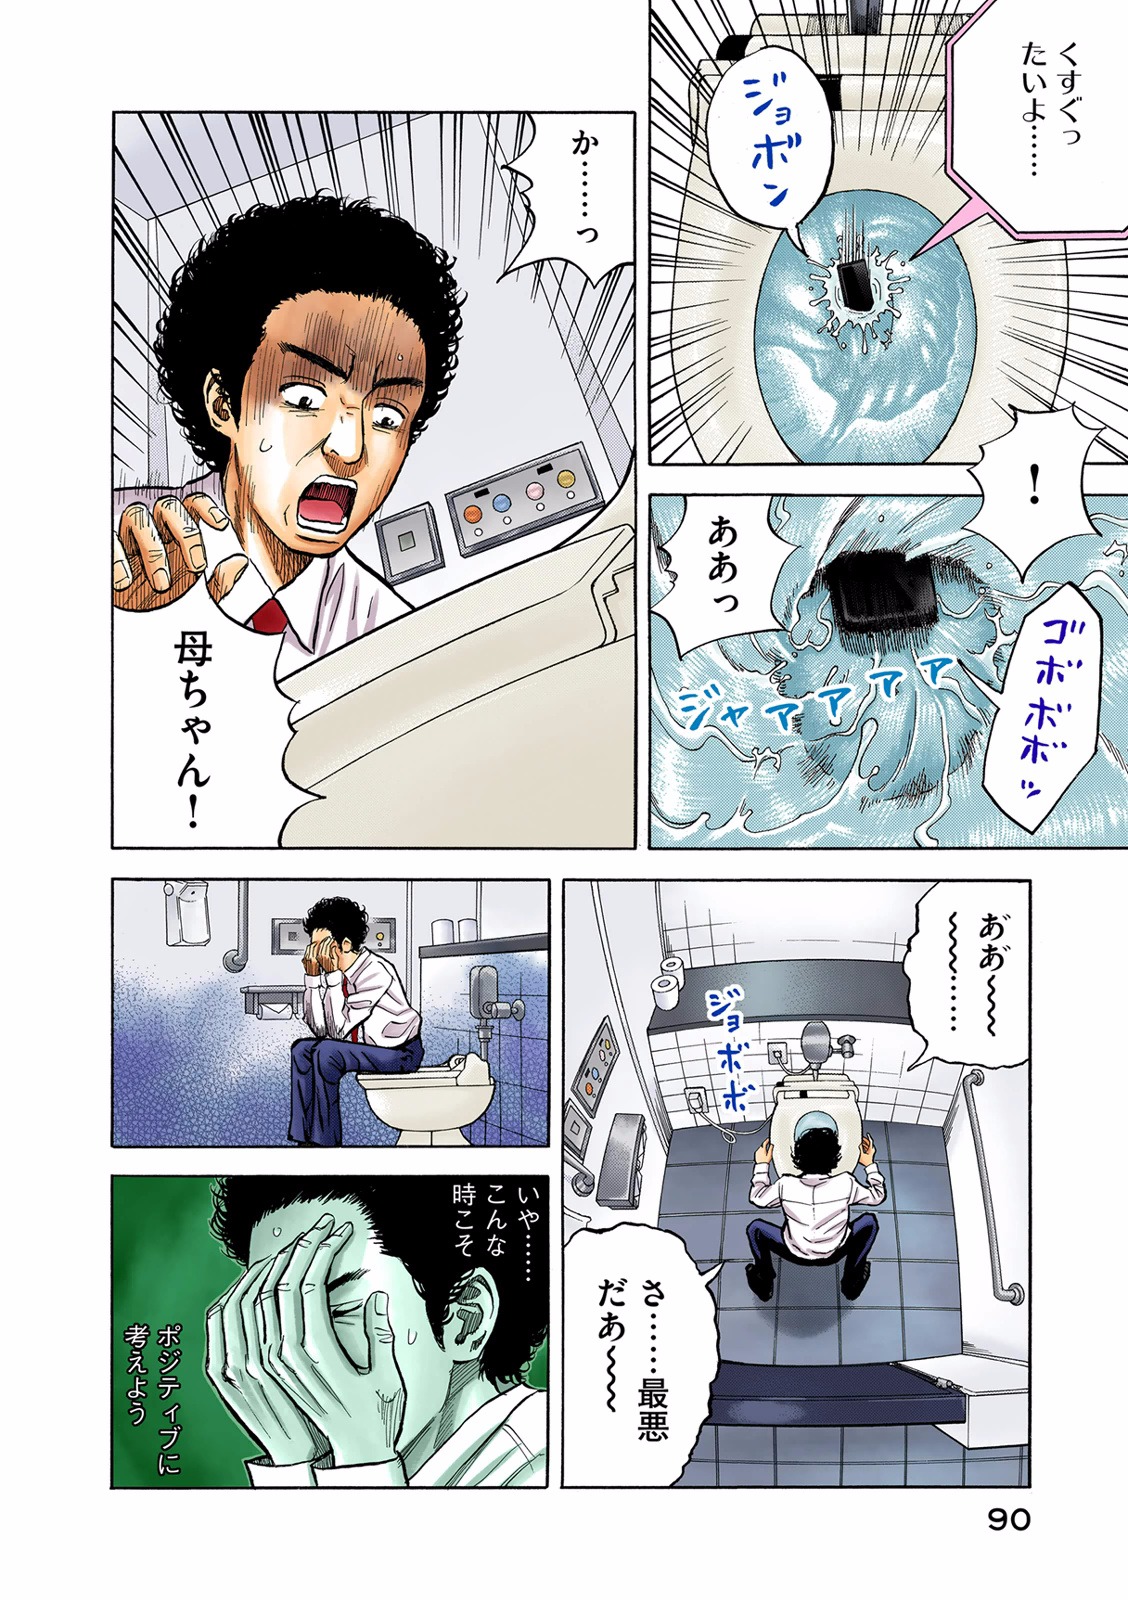 くすぐっ
たいよ……
ジョボン
！
ゴボボボッ
ああっ
ジャアアアア
か……っ
母ちゃん！
あ゛あ゛〜〜
〜〜……
ジョボボボ
さ……最悪
だあ〜〜〜
いや……
こんな
時こそ
ポジティブに
考えよう
90